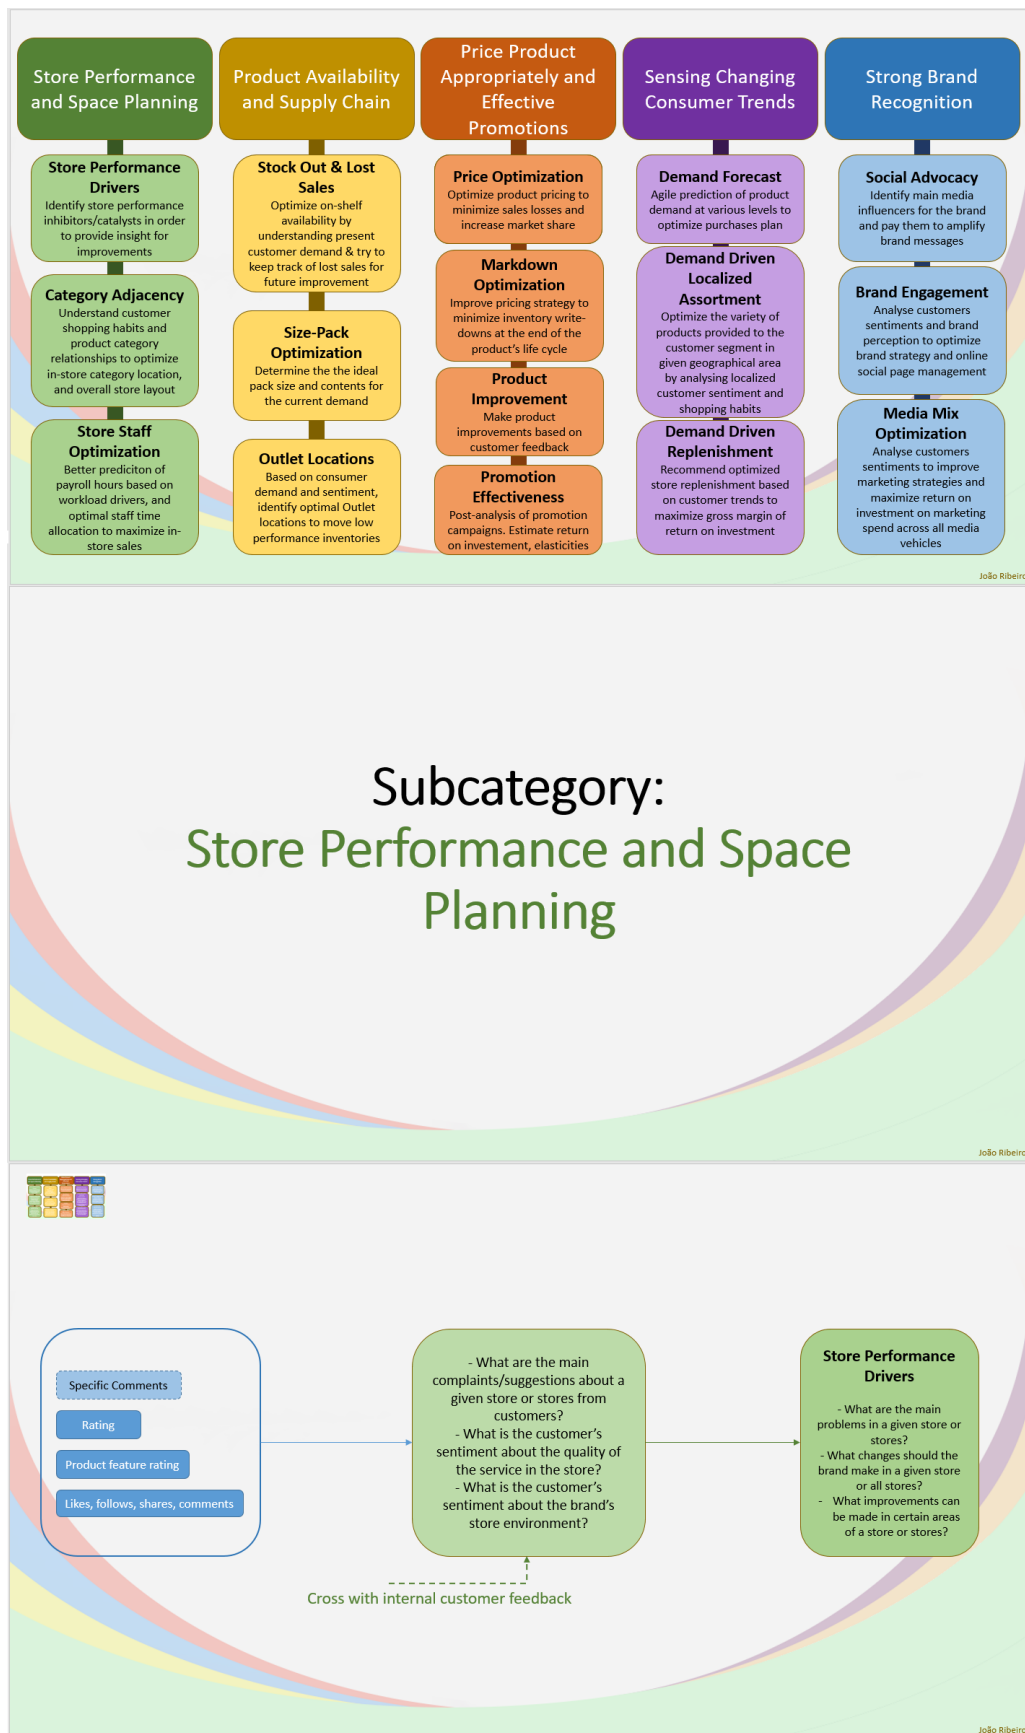 Store Performance
and Space Planning
Store Performance
Drivers
Identify store performance
inhibitors/catalysts in order
to provide insight for
improvements
Category Adjacency
Understand customer
shopping habits and
product category
relationships to optimize
in-store category location,
and overall store layout
Store Staff
Optimization
Better prediciton of
payroll hours based on
workload drivers, and
optimal staff time
allocation to maximize in-
store sales
Product Availability
and Supply Chain
Stock Out & Lost
Sales
Optimize on-shelf
availability by
understanding present
customer demand & try to
keep track of lost sales for
future improvement
Size-Pack
Optimization
Determine the the ideal
pack size and contents for
the current demand
Outlet Locations
Based on consumer
demand and sentiment,
identify optimal Outlet
locations to move low
performance inventories
Price Product
Appropriately and
Effective
Promotions
Price Optimization
Optimize product pricing to
minimize sales losses and
increase market share
Markdown
Optimization
Improve pricing strategy to
minimize inventory write-
downs at the end of the
product's life cycle
Product
Improvement
Make product
improvements based on
customer feedback
Promotion
Effectiveness
Post-analysis of promotion
campaigns. Estimate return
on investement, elasticities
Sensing Changing
Consumer Trends
Demand Forecast
Agile prediction of product
demand at various levels to
optimize purchases plan
Demand Driven
Localized
Assortment
Optimize the variety of
products provided to the
customer segment in
given geographical area
by analysing localized
customer sentiment and
shopping habits
Demand Driven
Replenishment
Recommend optimized
store replenishment based
on customer trends to
maximize gross margin of
return on investment
Strong Brand
Recognition
Social Advocacy
Identify main media
influencers for the brand
and pay them to amplify
brand messages
Brand Engagement
Analyse customers
sentiments and brand
perception to optimize
brand strategy and online
social page management
Media Mix
Optimization
Analyse customers
sentiments to improve
marketing strategies and
maximize return on
investment on marketing
spend across all media
vehicles
João Ribeiro
Subcategory:
Store Performance and Space
Planning
João Ribeiro
Specific Comments
Rating
Product feature rating
Likes, follows, shares, comments
- What are the main
complaints/suggestions about a
given store or stores from
customers?
- What is the customer's
sentiment about the quality of
the service in the store?
- What is the customer's
sentiment about the brand's
store environment?
Cross with internal customer feedback
Store Performance
Drivers
- What are the main
problems in a given store or
stores?
- What changes should the
brand make in a given store
or all stores?
- What improvements can
be made in certain areas
of a store or stores?
João Ribeiro